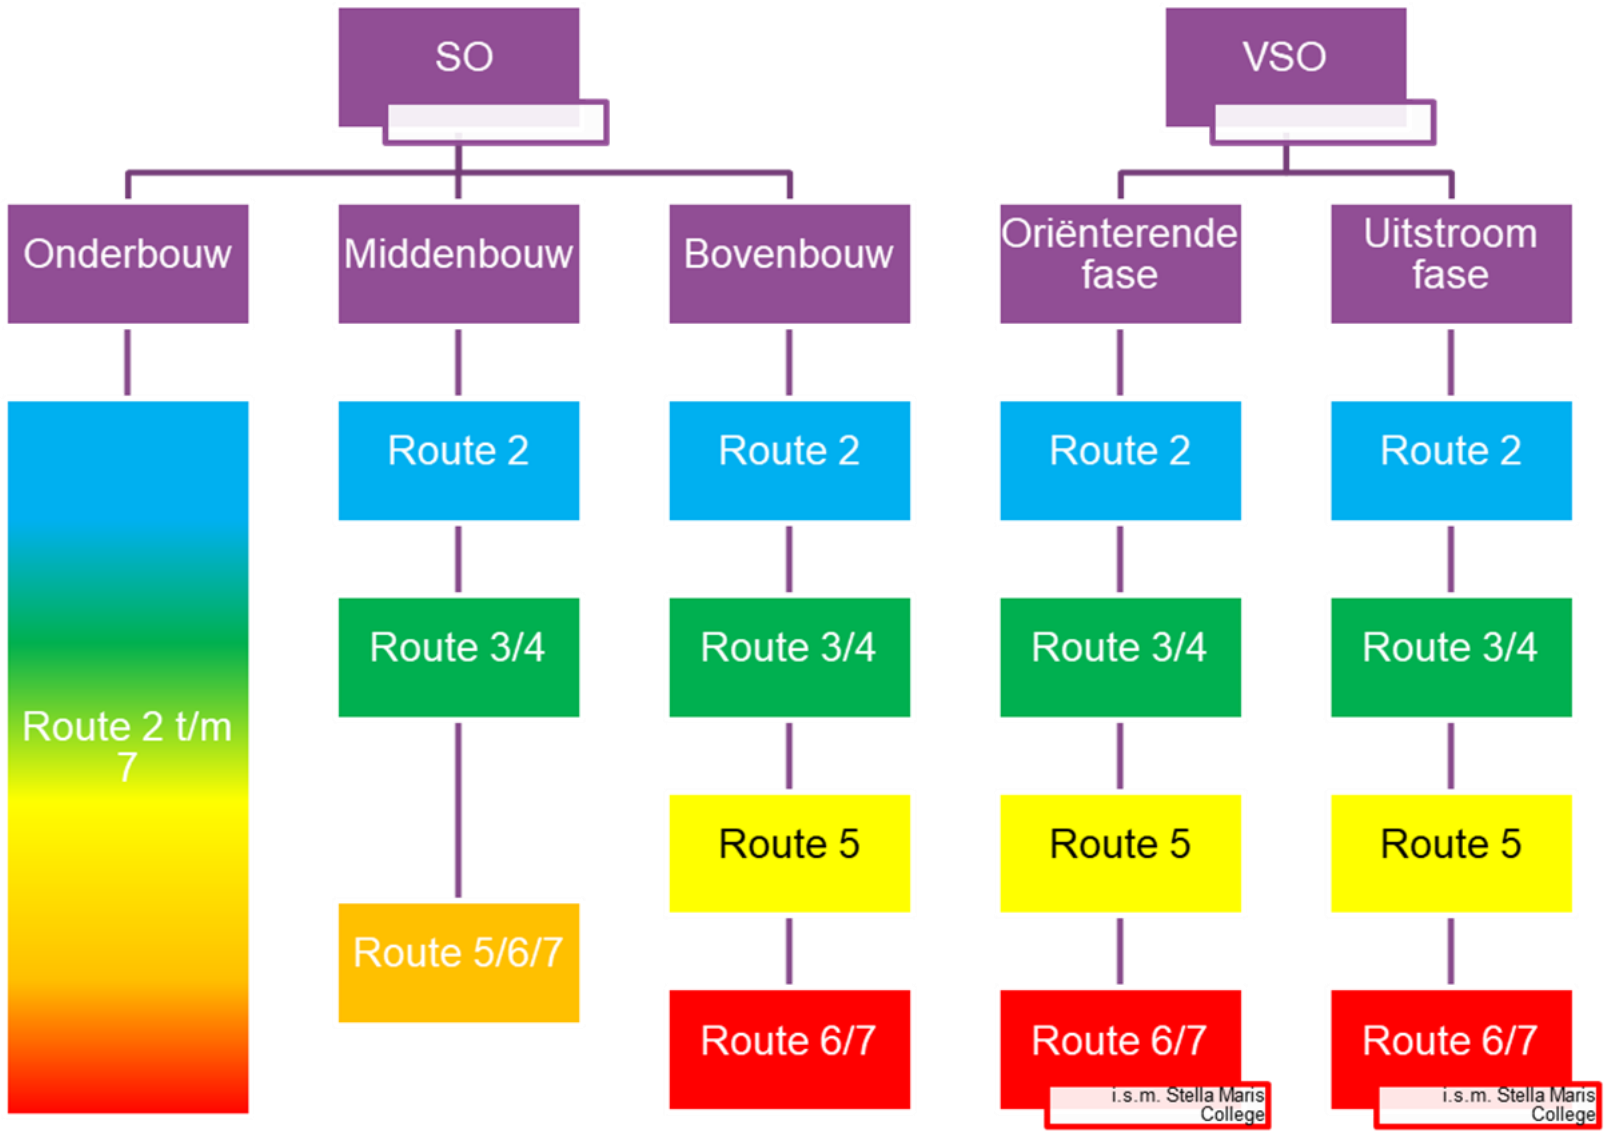 SO
VSO
Onderbouw
Middenbouw
Bovenbouw
Oriënterende
fase
Uitstroom
fase
Route 2 t/m
7
Route 2
Route 2
Route 2
Route 2
Route 3/4
Route 3/4
Route 3/4
Route 3/4
Route 5/6/7
Route 5
Route 5
Route 5
Route 6/7
Route 6/7
i.s.m. Stella Maris
College
Route 6/7
i.s.m. Stella Maris
College